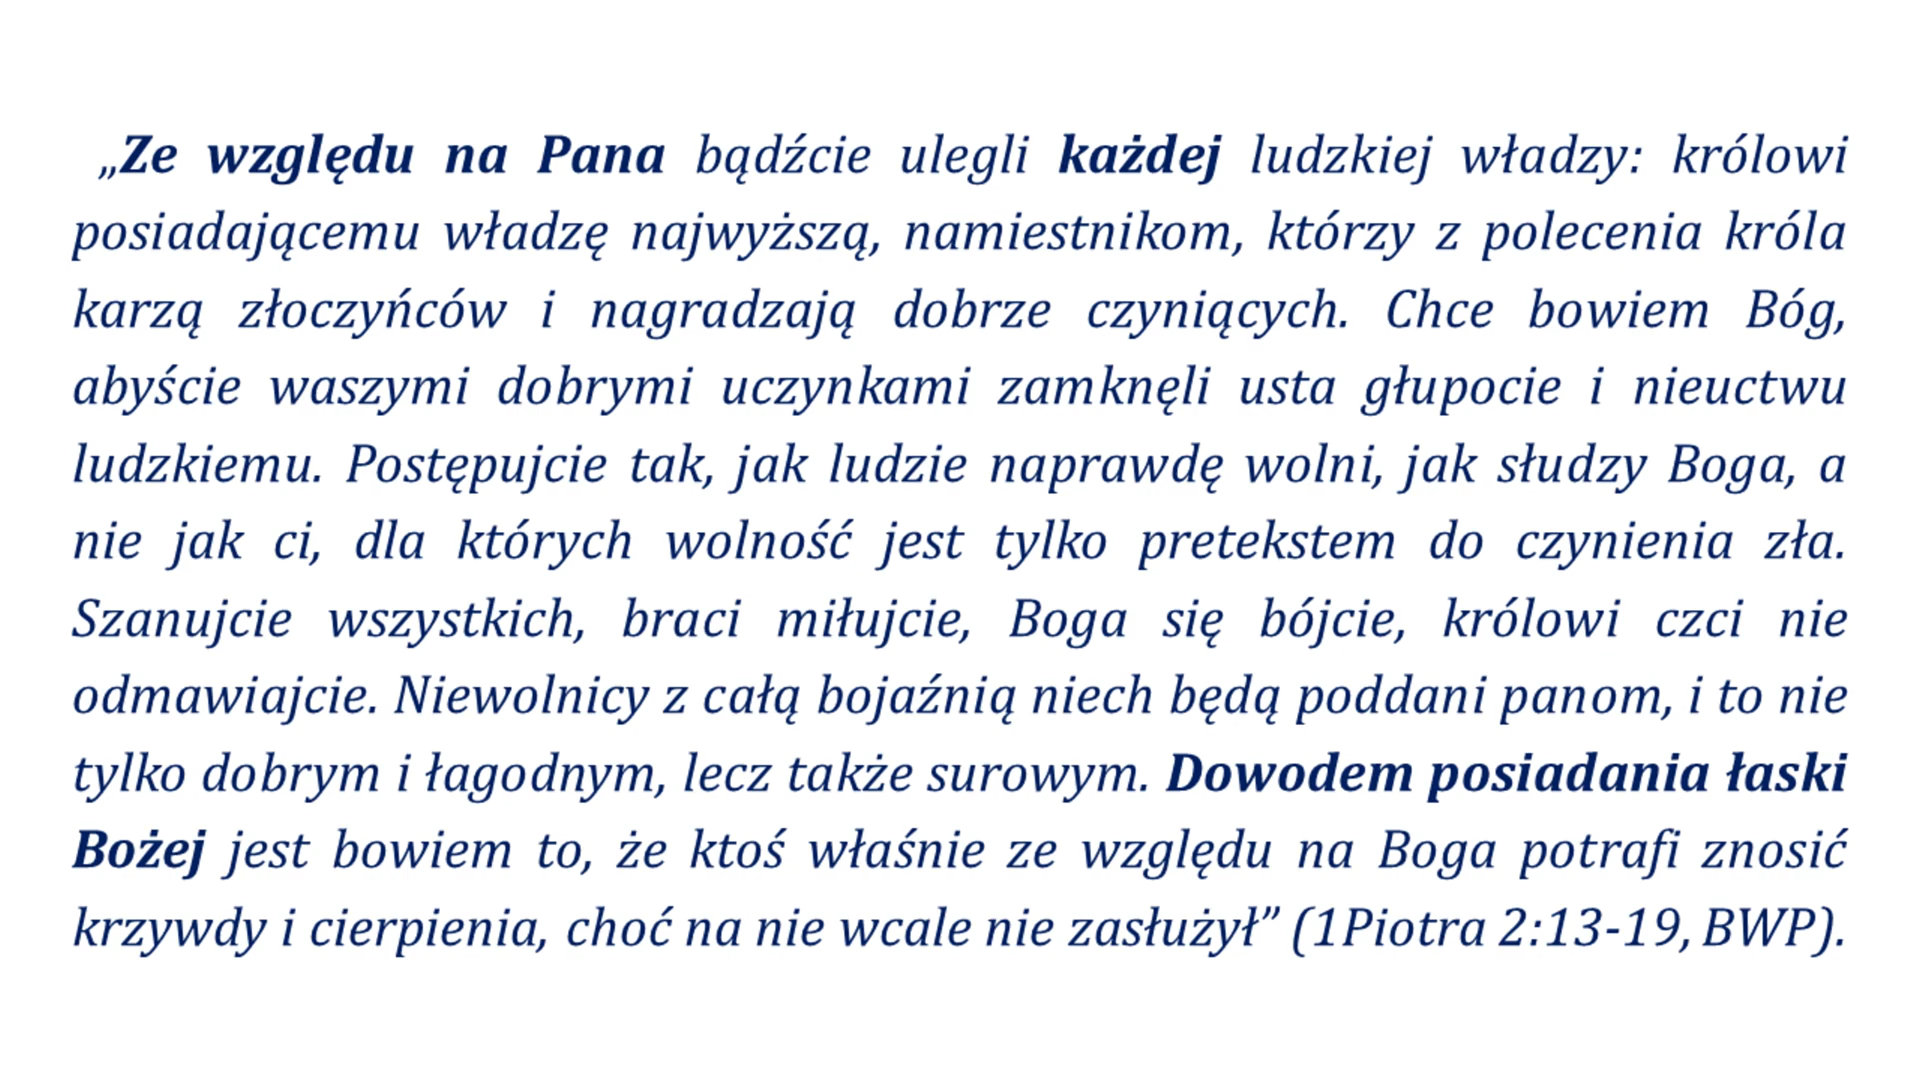 „Ze względu na Pana bądźcie ulegli każdej ludzkiej władzy: królowi
posiadającemu władzę najwyższą, namiestnikom, którzy z polecenia króla
karzą złoczyńców i nagradzają dobrze czyniących. Chce bowiem Bóg,
abyście waszymi dobrymi uczynkami zamknęli usta głupocie i nieuctwu
ludzkiemu. Postępujcie tak, jak ludzie naprawdę wolni, jak słudzy Boga, a
nie jak ci, dla których wolność jest tylko pretekstem do czynienia zła.
Szanujcie wszystkich, braci miłujcie, Boga się bójcie, królowi czci nie
odmawiajcie. Niewolnicy z całą bojaźnią niech będą poddani panom, i to nie
tylko dobrym i łagodnym, lecz także surowym. Dowodem posiadania łaski
Bożej jest bowiem to, że ktoś właśnie ze względu na Boga potrafi znosić
krzywdy i cierpienia, choć na nie wcale nie zasłużył” (1Piotra 2:13-19, BWP).